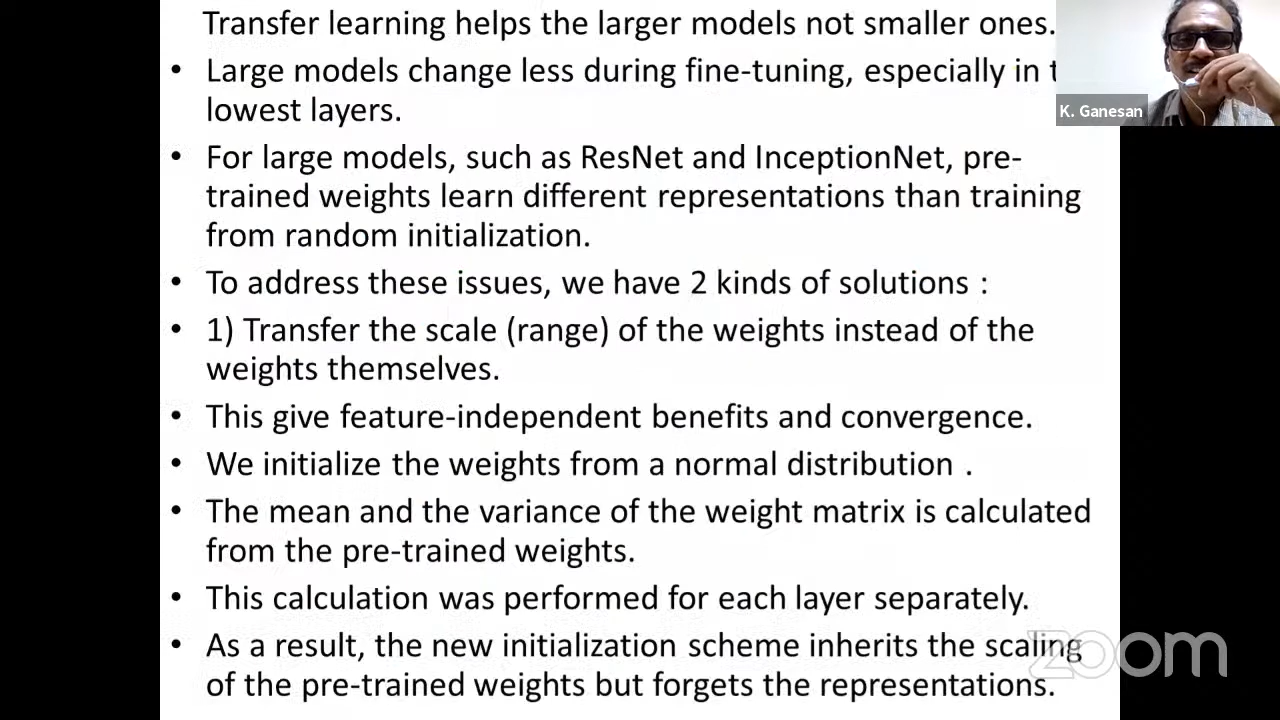 Transfer learning helps the larger models not smaller ones.
• Large models change less during fine-tuning, especially in t
lowest layers.
K. Ganesan
• For large models, such as ResNet and InceptionNet, pre-
trained weights learn different representations than training
from random initialization.
• To address these issues, we have 2 kinds of solutions :
• 1) Transfer the scale (range) of the weights instead of the
weights themselves.
• This give feature-independent benefits and convergence.
• We initialize the weights from a normal distribution .
• The mean and the variance of the weight matrix is calculated
from the pre-trained weights.
• This calculation was performed for each layer separately.
• As a result, the new initialization scheme inherits the scaling
of the pre-trained weights but forgets the representations.
zoom